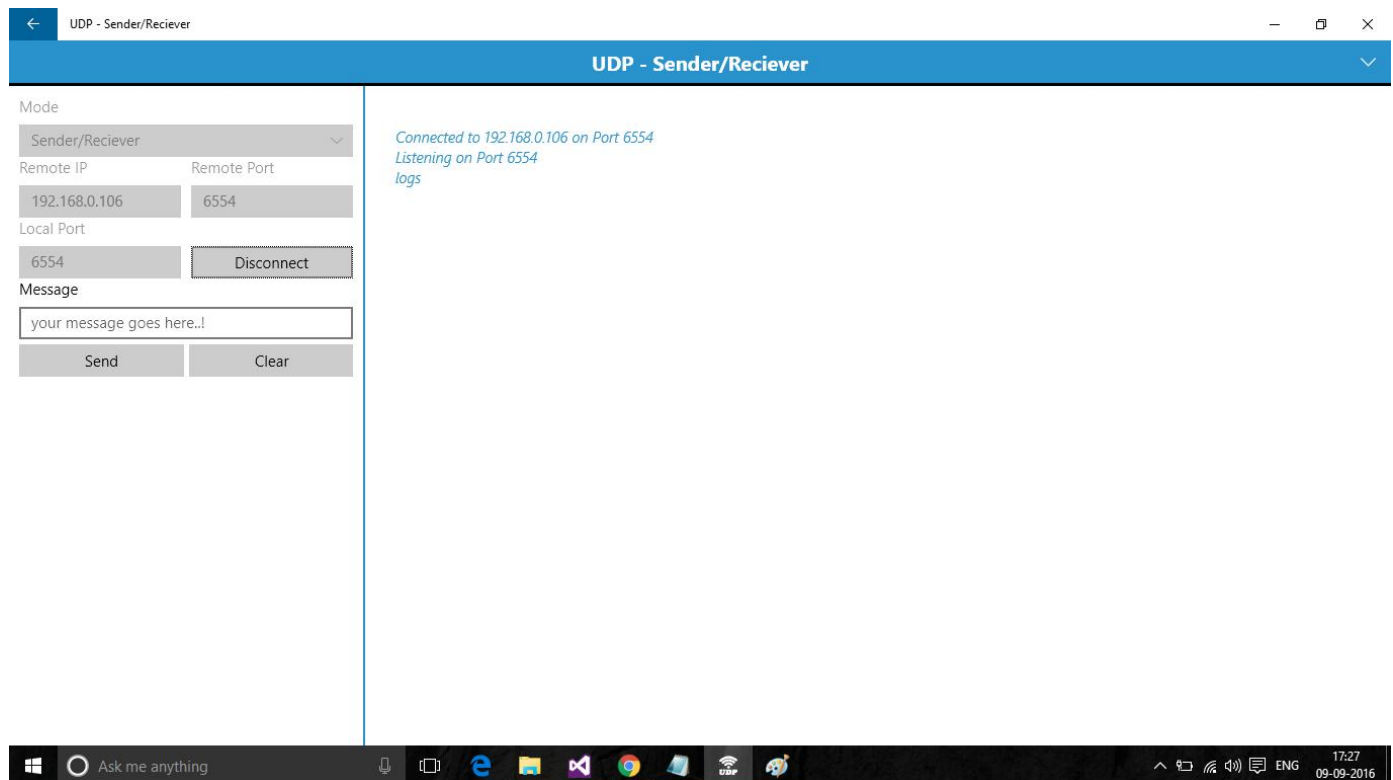 UDP - Sender/Reciever
UDP - Sender/Reciever
Mode
Sender/Reciever
Remote IP Remote Port
192.168.0.106 6554
Local Port
6554 Disconnect
Message
your message goes here..!
Send Clear
Connected to 192.168.0.106 on Port 6554
Listening on Port 6554
logs
Ask me anything
UDP
ENG
17:27
09-09-2016